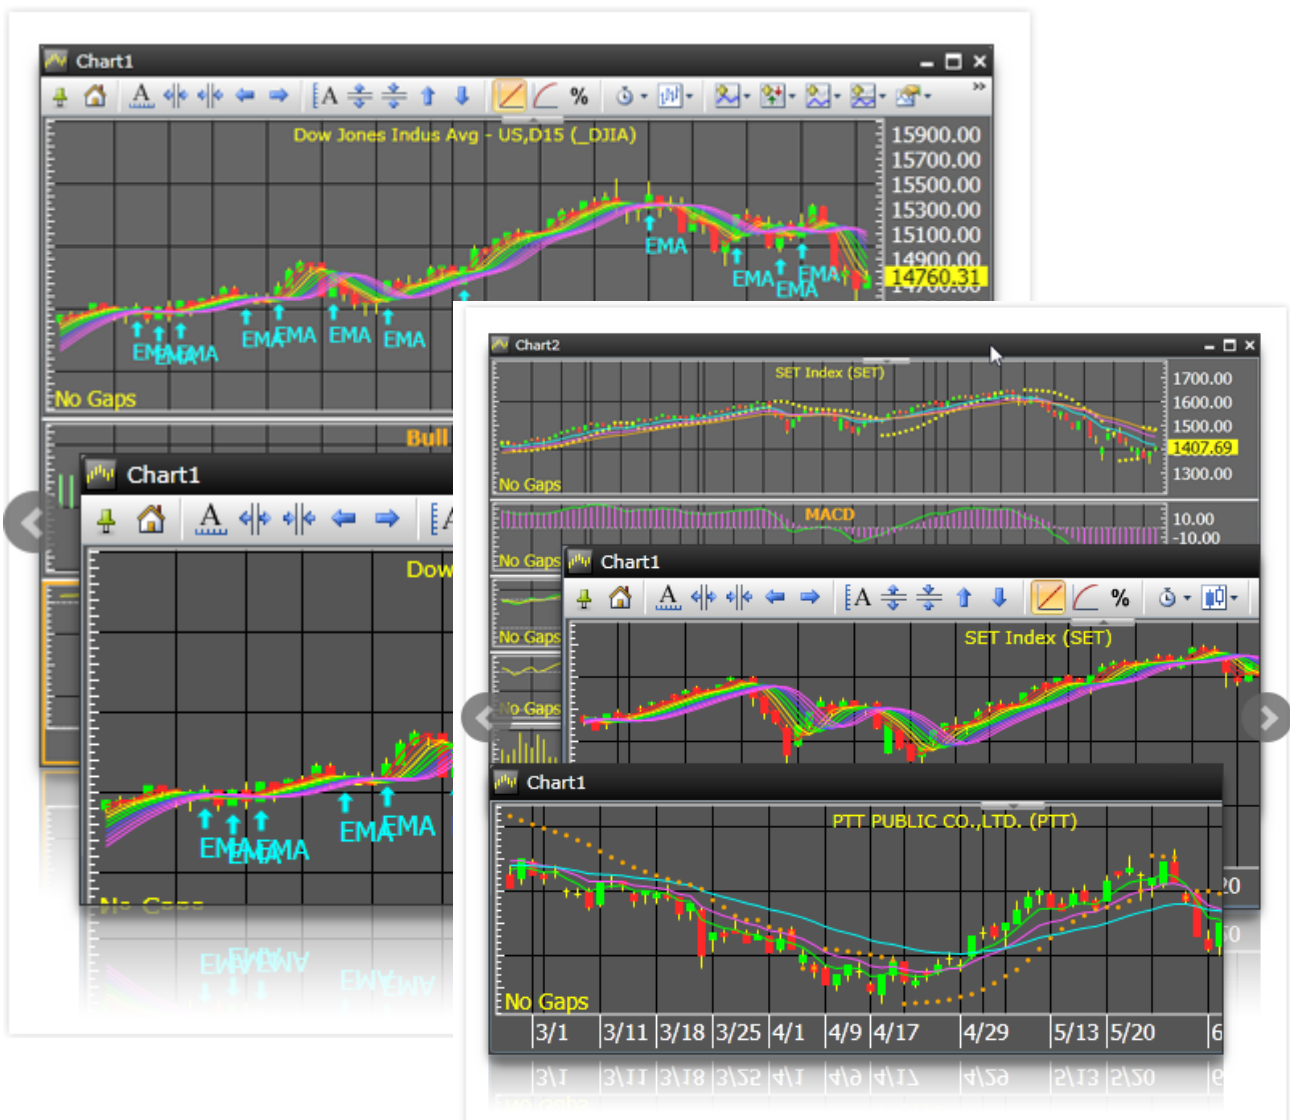 Chart1
A
A
%
Dow Jones Indus Avg - US,D15 (_DJIA)
15900.00
15700.00
15500.00
15300.00
15100.00
14900.00
14760.31
EMA
EMA
EMA
EMA
EMA
EMA
EMA
EMA
EMA
EMA
No Gaps
Bull
Chart1
A
Dow
EMA
EMA
EMA
EMA
Chart2
SET Index (SET)
1700.00
1600.00
1500.00
1407.69
1300.00
No Gaps
MACD
10.00
-10.00
No Gaps
No Gaps
No Gaps
Chart1
A
A
%
SET Index (SET)
Chart1
PTT PUBLIC CO.,LTD. (PTT)
No Gaps
3/1 3/11 3/18 3/25 4/1 4/9 4/17 4/29 5/13 5/20 6